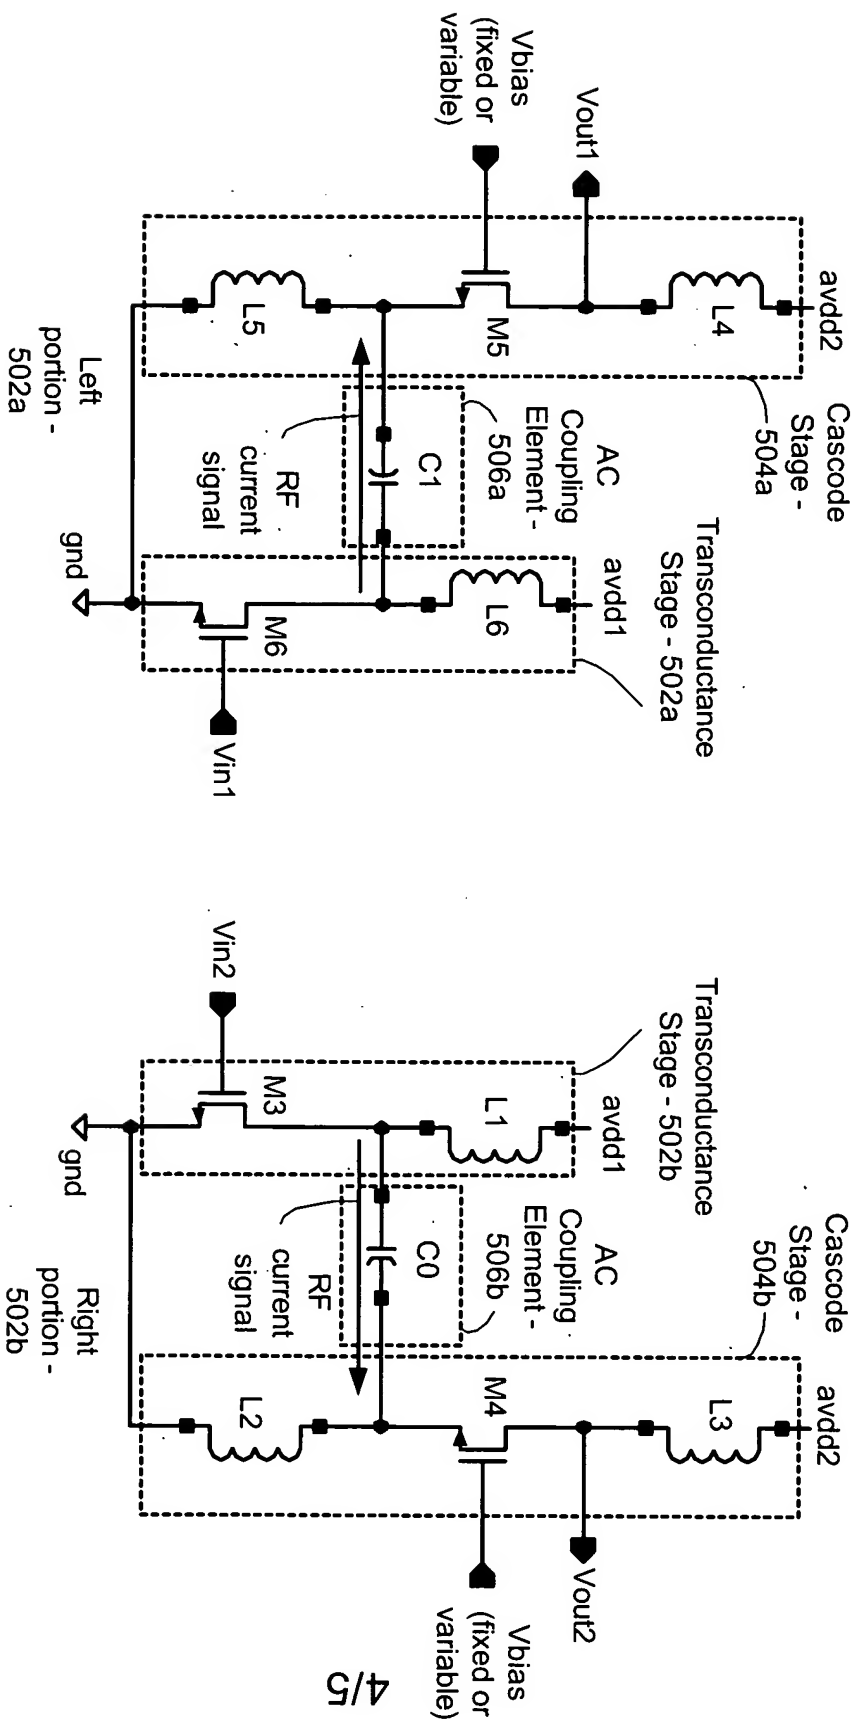 avdd2
Cascode
Stage -
504a
L4
Vout1
Vbias
(fixed or
variable)
M5
L5
AC
Coupling
Element -
506a
C1
RF
current
signal
Left
portion -
502a
Transconductance
Stage - 502a
avdd1
L6
M6
Vin1
gnd
Transconductance
Stage - 502b
avdd1
L1
M3
Vin2
gnd
AC
Coupling
Element -
506b
C0
RF
current
signal
Right
portion -
502b
Cascode
Stage -
504b
avdd2
L3
Vout2
M4
Vbias
(fixed or
variable)
L2
4/5